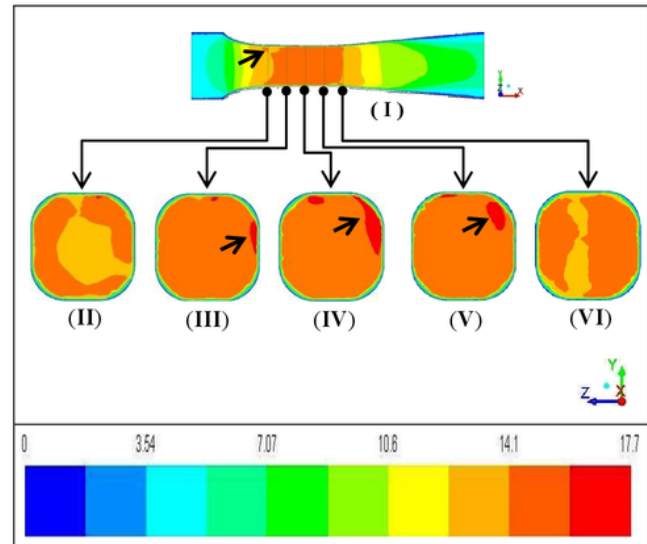 Y
Z X
(I)
(II) (III) (IV) (V) (VI)
Y
Z X
0 3.54 7.07 10.6 14.1 17.7